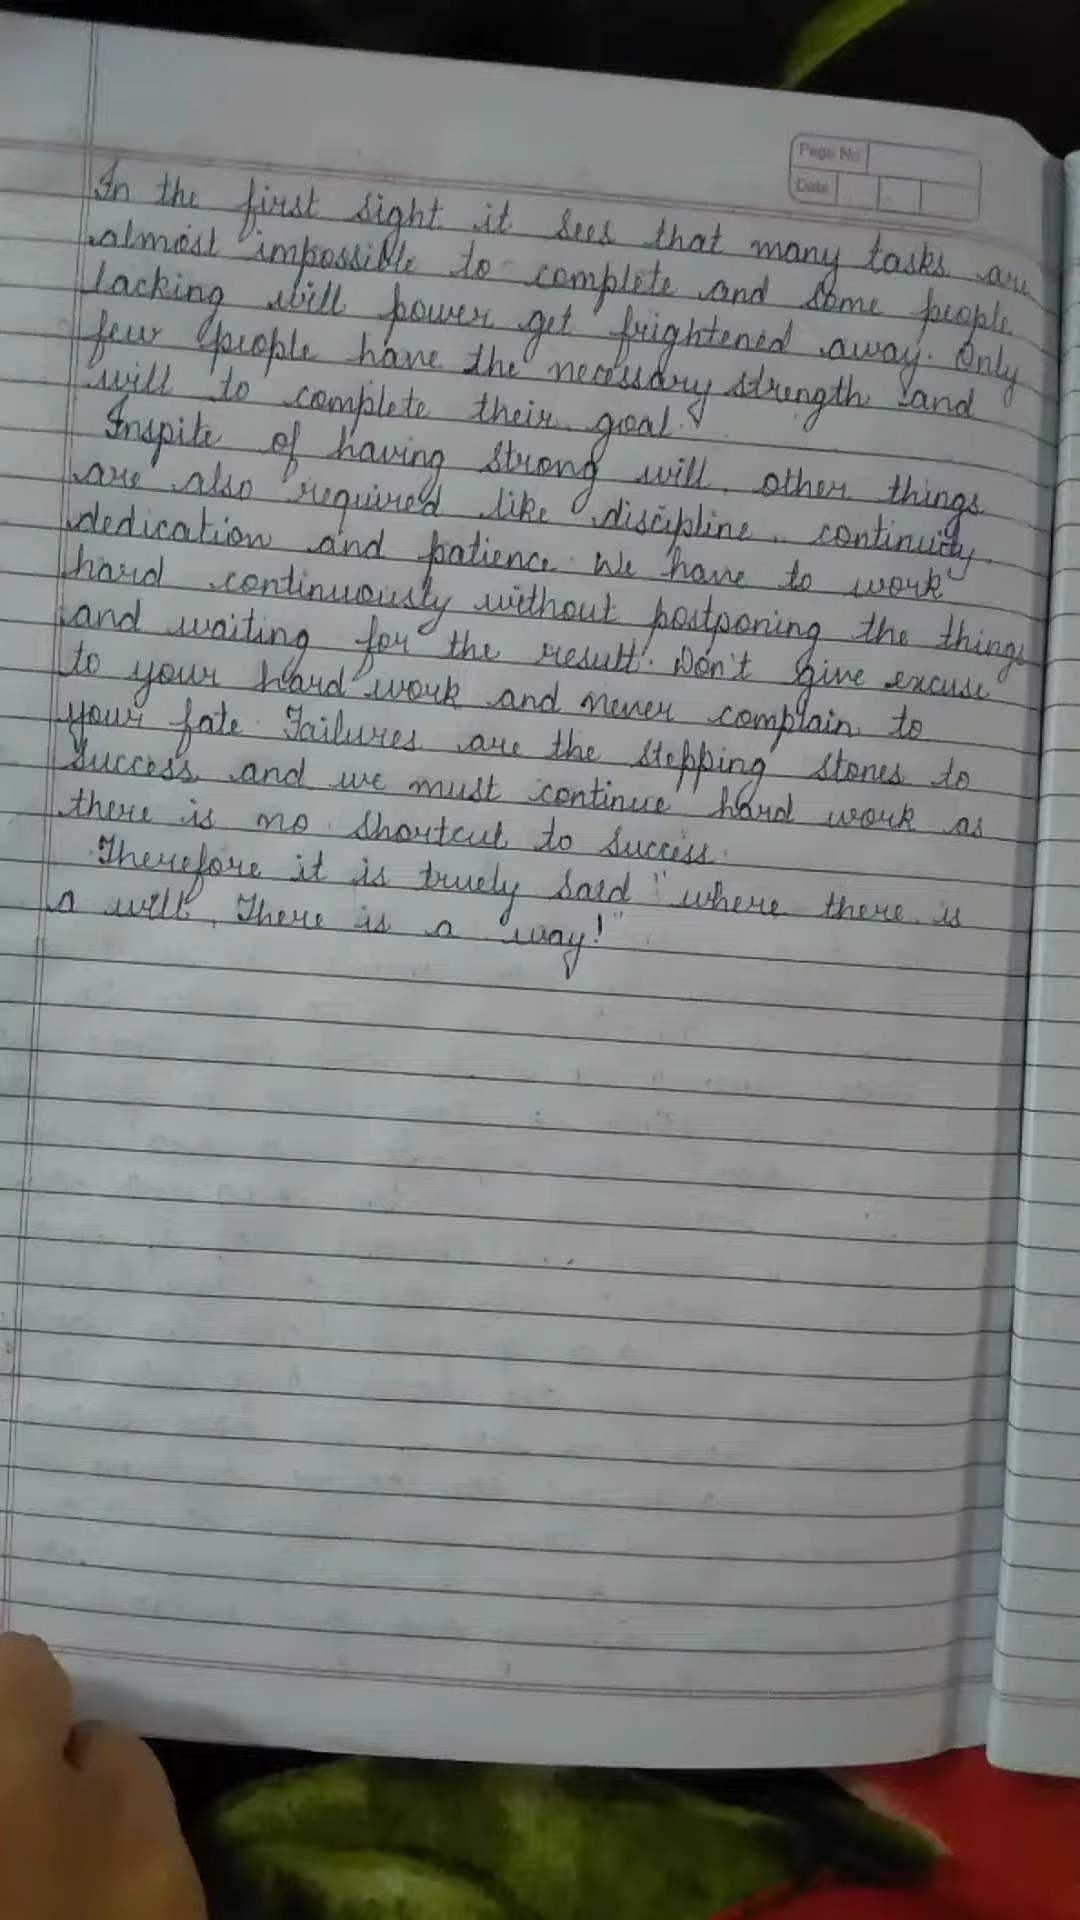 Page No
Date
In the first sight it sees that many tasks are
almost impossible to complete and some people
lacking will power get frightened away. Only
few people have the necessary strength and
will to complete their goal.
Inspite of having strong will, other things
are also required like discipline, continuity
dedication and patience. We have to work
hard continuously without postponing the things
and waiting for the result. Don't give excuse
to your hard work and never complain to
your fate. Failures are the stepping stones to
success and we must continue hard work as
there is no shortcut to success.
Therefore it is truely said "where there is
a will, There is a way!"